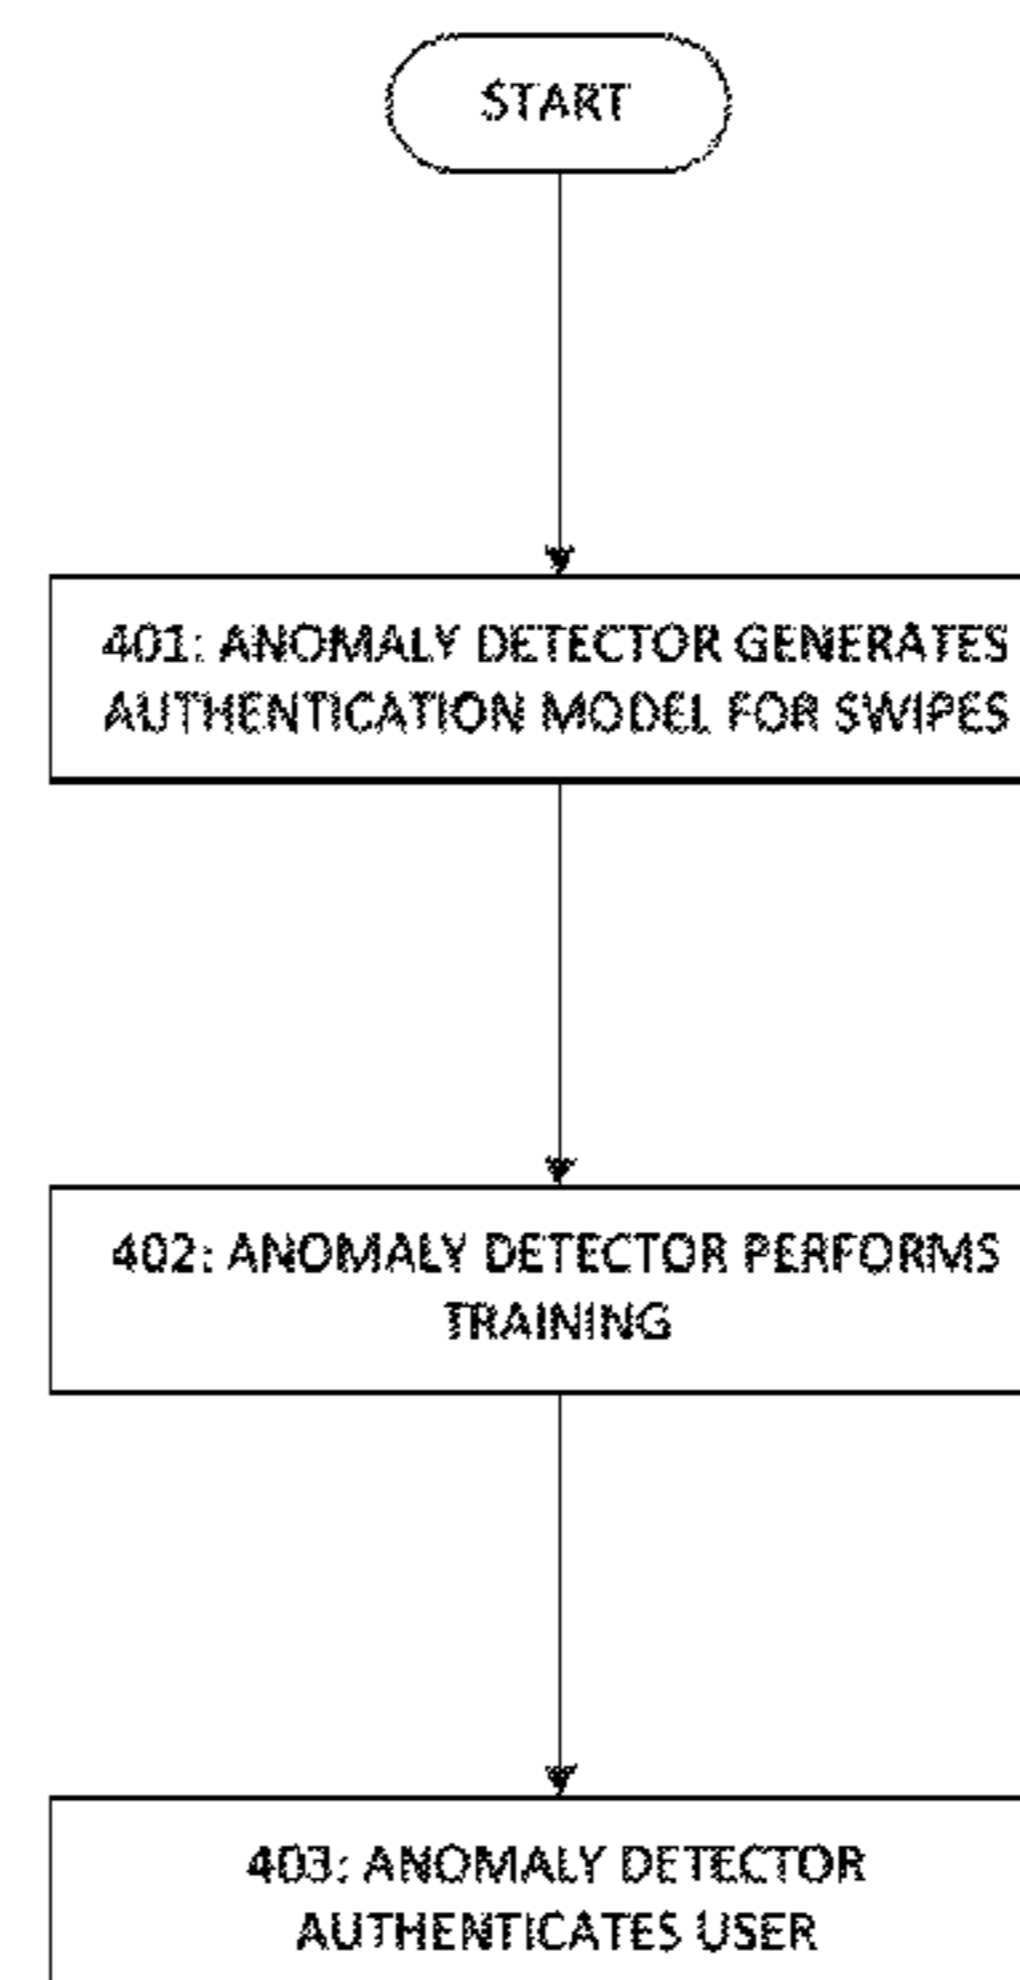 START
401: ANOMALY DETECTOR GENERATES
AUTHENTICATION MODEL FOR SWIPES
402: ANOMALY DETECTOR PERFORMS
TRAINING
403: ANOMALY DETECTOR
AUTHENTICATES USER